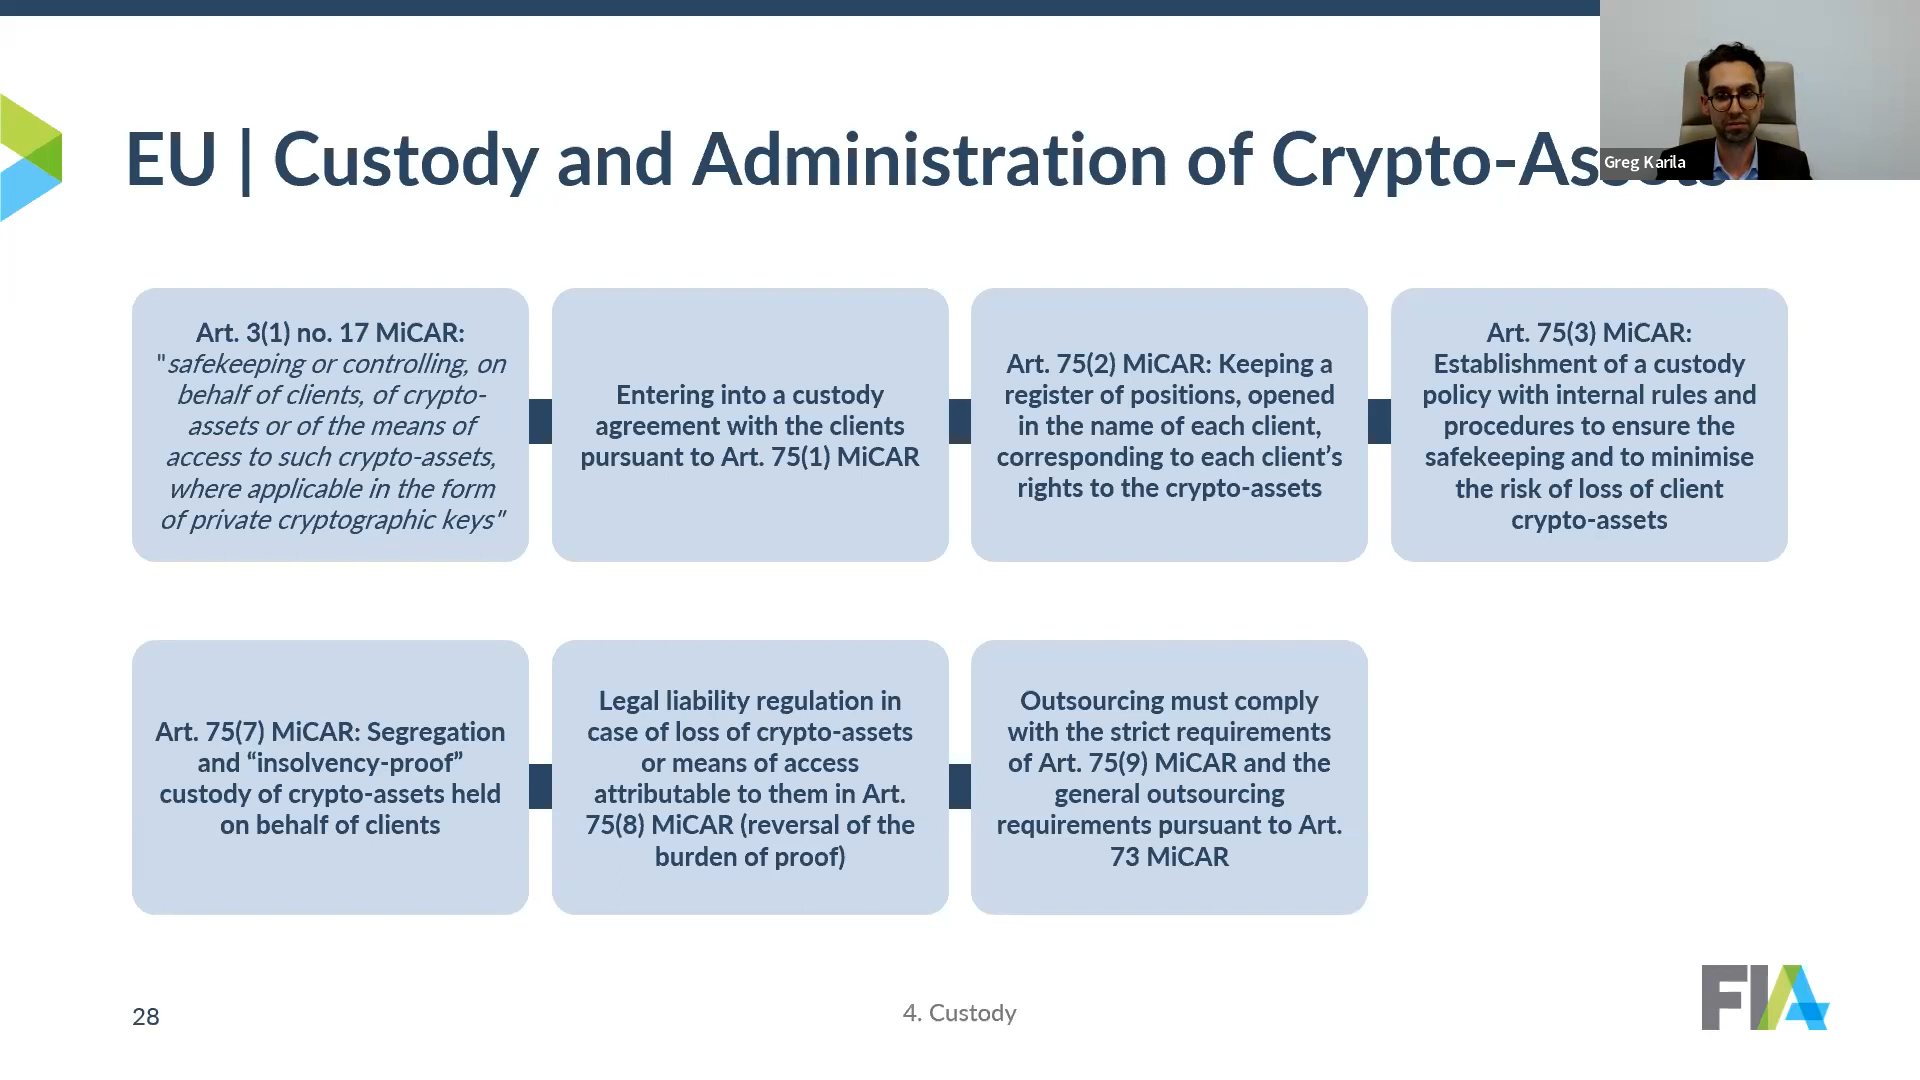 EU | Custody and Administration of Crypto-Assets
Greg Karila
Art. 3(1) no. 17 MiCAR:
"safekeeping or controlling, on
behalf of clients, of crypto-
assets or of the means of
access to such crypto-assets,
where applicable in the form
of private cryptographic keys"
Entering into a custody
agreement with the clients
pursuant to Art. 75(1) MiCAR
Art. 75(2) MiCAR: Keeping a
register of positions, opened
in the name of each client,
corresponding to each client’s
rights to the crypto-assets
Art. 75(3) MiCAR:
Establishment of a custody
policy with internal rules and
procedures to ensure the
safekeeping and to minimise
the risk of loss of client
crypto-assets
Art. 75(7) MiCAR: Segregation
and “insolvency-proof”
custody of crypto-assets held
on behalf of clients
Legal liability regulation in
case of loss of crypto-assets
or means of access
attributable to them in Art.
75(8) MiCAR (reversal of the
burden of proof)
Outsourcing must comply
with the strict requirements
of Art. 75(9) MiCAR and the
general outsourcing
requirements pursuant to Art.
73 MiCAR
28
4. Custody
FIA